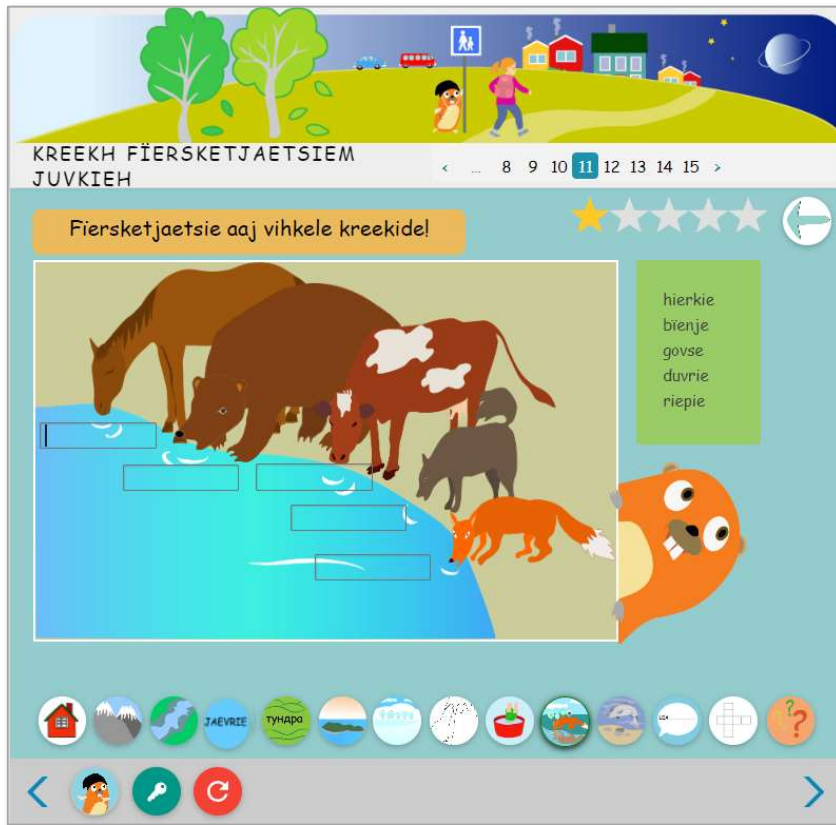 KREEKH FÏERSKETJAETSIEM
JUVKIEH
‹ ... 8 9 10 11 12 13 14 15 ›
Fïersketjaetsie aaj vihkele kreekide!
hierkie
bïenje
govse
duvrie
riepie
JAEVRIE
тундра